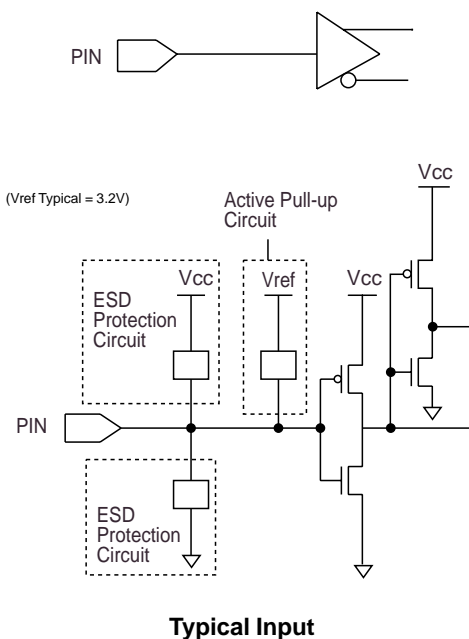 PIN
Vcc
(Vref Typical = 3.2V)
Active Pull-up
Circuit
Vcc
Vref
Vcc
ESD
Protection
Circuit
PIN
ESD
Protection
Circuit
Typical Input